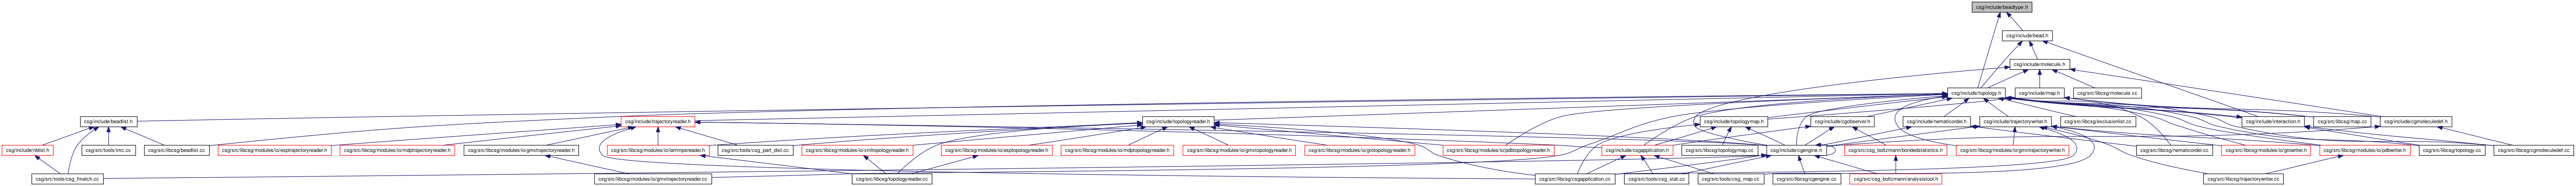 csg/include/beadtype.h
csg/include/bead.h
csg/include/molecule.h
csg/include/topology.h
csg/include/map.h
csg/src/libcsg/molecule.cc
csg/include/beadlist.h
csg/include/trajectoryreader.h
csg/include/topologyreader.h
csg/include/topologymap.h
csg/include/cgobserver.h
csg/include/nematicorder.h
csg/include/trajectorywriter.h
csg/src/libcsg/exclusionlist.cc
csg/include/interaction.h
csg/src/libcsg/map.cc
csg/include/cgmoleculedef.h
csg/include/nblist.h
csg/src/tools/imc.cc
csg/src/libcsg/beadlist.cc
csg/src/libcsg/modules/io/esptrajectoryreader.h
csg/src/libcsg/modules/io/mdptrajectoryreader.h
csg/src/libcsg/modules/io/gmxtrajectoryreader.h
csg/src/libcsg/modules/io/lammpsreader.h
csg/src/tools/csg_part_dist.cc
csg/src/libcsg/modules/io/xmltopologyreader.h
csg/src/libcsg/modules/io/esptopologyreader.h
csg/src/libcsg/modules/io/mdptopologyreader.h
csg/src/libcsg/modules/io/gmxtopologyreader.h
csg/src/libcsg/modules/io/grotopologyreader.h
csg/src/libcsg/modules/io/pdbtopologyreader.h
csg/include/csgapplication.h
csg/src/libcsg/topologymap.cc
csg/include/cgengine.h
csg/src/csg_boltzmann/bondedstatistics.h
csg/src/libcsg/modules/io/gmxtrajectorywriter.h
csg/src/libcsg/nematicorder.cc
csg/src/libcsg/modules/io/growriter.h
csg/src/libcsg/modules/io/pdbwriter.h
csg/src/libcsg/topology.cc
csg/src/libcsg/cgmoleculedef.cc
csg/src/tools/csg_fmatch.cc
csg/src/libcsg/modules/io/gmxtrajectoryreader.cc
csg/src/libcsg/topologyreader.cc
csg/src/libcsg/csgapplication.cc
csg/src/tools/csg_stat.cc
csg/src/tools/csg_map.cc
csg/src/libcsg/cgengine.cc
csg/src/csg_boltzmann/analysistool.h
csg/src/libcsg/trajectorywriter.cc